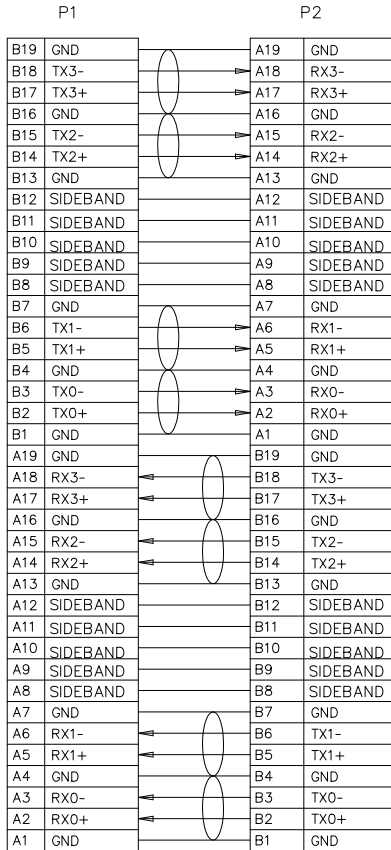 P1 P2
B19 GND A19 GND
B18 TX3- A18 RX3-
B17 TX3+ A17 RX3+
B16 GND A16 GND
B15 TX2- A15 RX2-
B14 TX2+ A14 RX2+
B13 GND A13 GND
B12 SIDEBAND A12 SIDEBAND
B11 SIDEBAND A11 SIDEBAND
B10 SIDEBAND A10 SIDEBAND
B9 SIDEBAND A9 SIDEBAND
B8 SIDEBAND A8 SIDEBAND
B7 GND A7 GND
B6 TX1- A6 RX1-
B5 TX1+ A5 RX1+
B4 GND A4 GND
B3 TX0- A3 RX0-
B2 TX0+ A2 RX0+
B1 GND A1 GND
A19 GND B19 GND
A18 RX3- B18 TX3-
A17 RX3+ B17 TX3+
A16 GND B16 GND
A15 RX2- B15 TX2-
A14 RX2+ B14 TX2+
A13 GND B13 GND
A12 SIDEBAND B12 SIDEBAND
A11 SIDEBAND B11 SIDEBAND
A10 SIDEBAND B10 SIDEBAND
A9 SIDEBAND B9 SIDEBAND
A8 SIDEBAND B8 SIDEBAND
A7 GND B7 GND
A6 RX1- B6 TX1-
A5 RX1+ B5 TX1+
A4 GND B4 GND
A3 RX0- B3 TX0-
A2 RX0+ B2 TX0+
A1 GND B1 GND